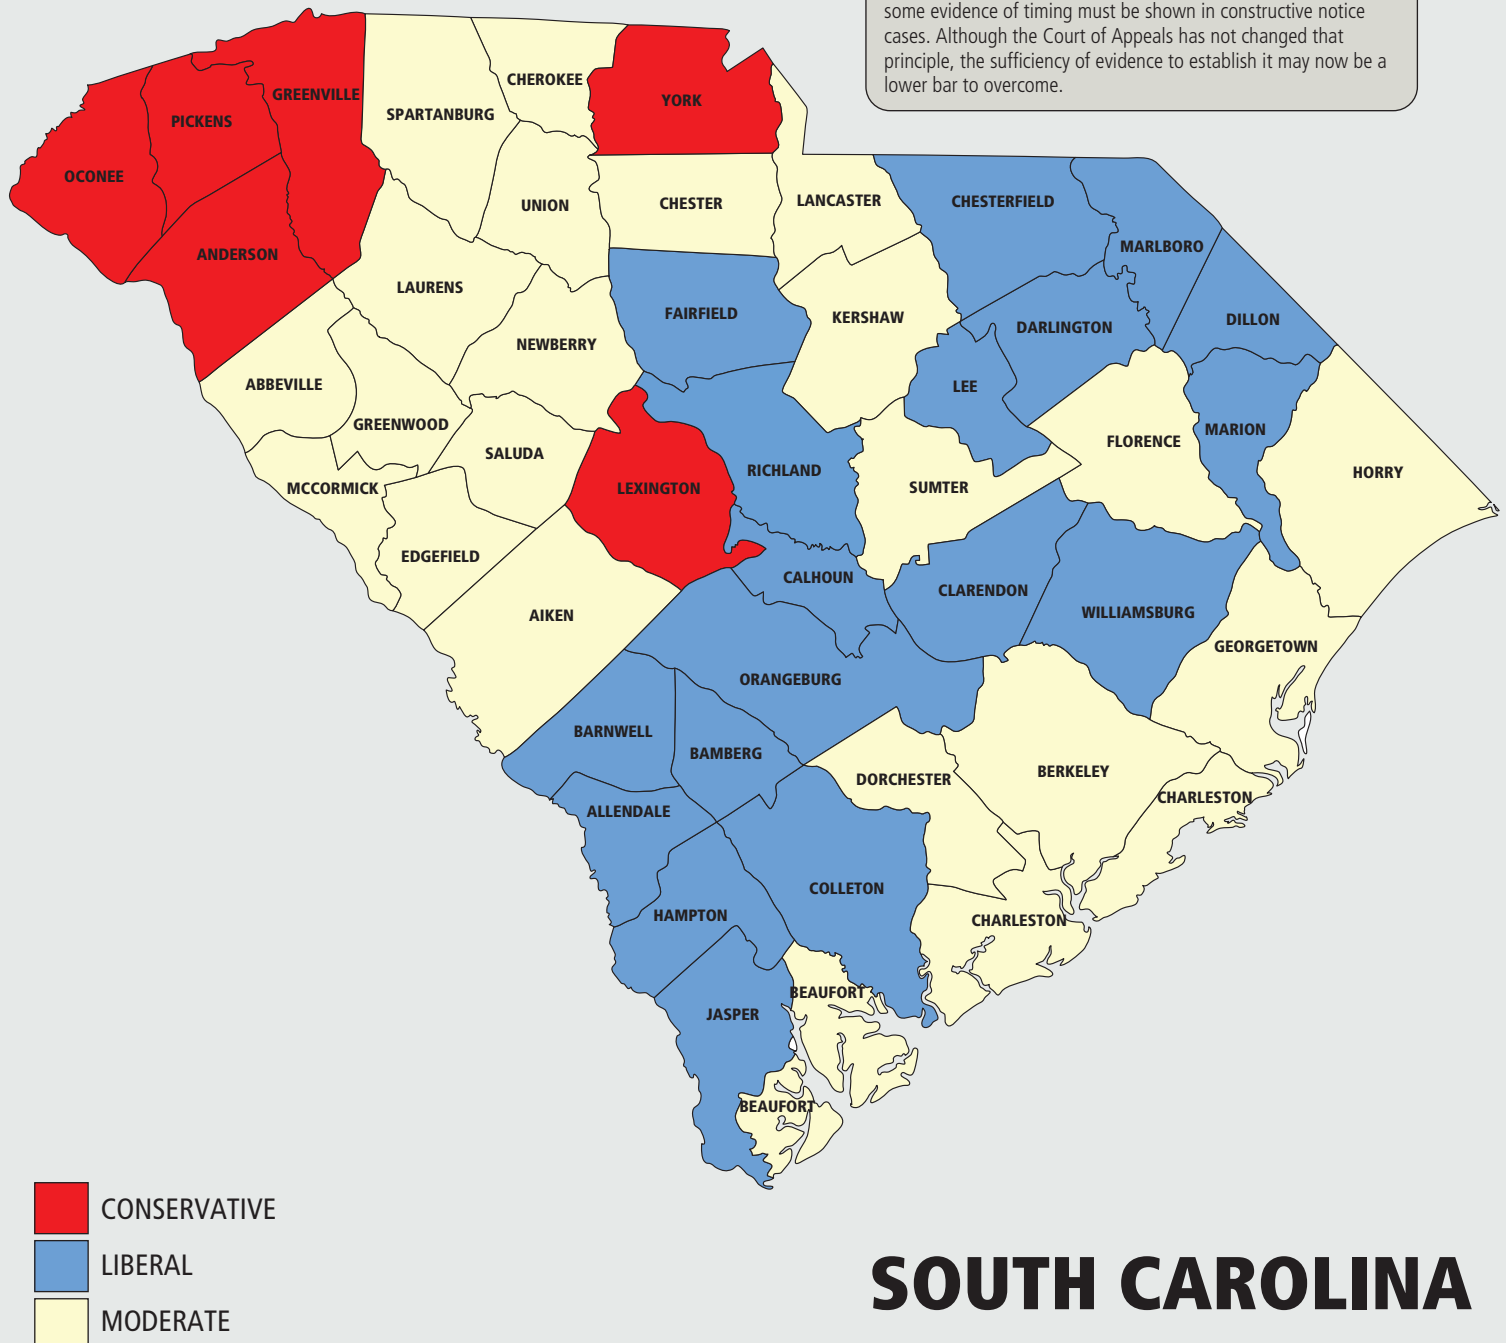 some evidence of timing must be shown in constructive notice
cases. Although the Court of Appeals has not changed that
principle, the sufficiency of evidence to establish it may now be a
lower bar to overcome.
CHEROKEE
GREENVILLE
YORK
SPARTANBURG
PICKENS
OCONEE
UNION
CHESTER
LANCASTER
CHESTERFIELD
MARLBORO
ANDERSON
LAURENS
FAIRFIELD
KERSHAW
DARLINGTON
DILLON
NEWBERRY
ABBEVILLE
LEE
GREENWOOD
MARION
FLORENCE
SALUDA
RICHLAND
HORRY
MCCORMICK
LEXINGTON
SUMTER
EDGEFIELD
CALHOUN
CLARENDON
AIKEN
WILLIAMSBURG
GEORGETOWN
ORANGEBURG
BARNWELL
BAMBERG
BERKELEY
DORCHESTER
CHARLESTON
ALLENDALE
COLLETON
HAMPTON
CHARLESTON
BEAUFORT
JASPER
BEAUFORT
CONSERVATIVE
LIBERAL
MODERATE
SOUTH CAROLINA